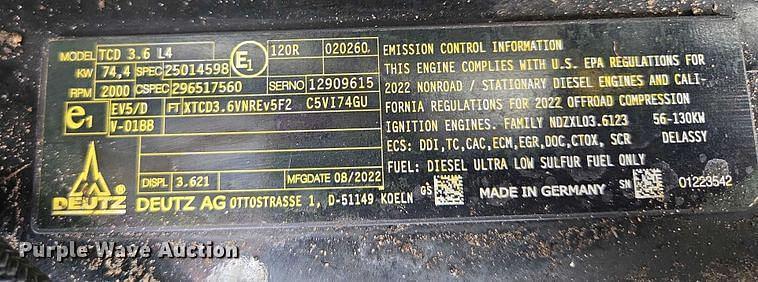 MODEL TCD 3.6 L4
KW 74,4 SPEC 25014598
RPM 2000 CSPEC 296517560
E1 120R 020260
SERNO 12909615
e1 EV5/D FT XTCD3.6VNREv5F2 C5VI74GU
V-0188
DISPL 3.621 MFGDATE 08/2022
DEUTZ ®
DEUTZ AG OTTOSTRASSE 1, D-51149 KOELN
EMISSION CONTROL INFORMATION
THIS ENGINE COMPLIES WITH U.S. EPA REGULATIONS FOR
2022 NONROAD / STATIONARY DIESEL ENGINES AND CALI-
FORNIA REGULATIONS FOR 2022 OFFROAD COMPRESSION
IGNITION ENGINES. FAMILY NDZXL03.6123 56-130KW
ECS: DDI,TC,CAC,ECM,EGR,DOC,CTOX, SCR DELASSY
FUEL: DIESEL ULTRA LOW SULFUR FUEL ONLY
GS MADE IN GERMANY SN 01223542
Purple Wave Auction